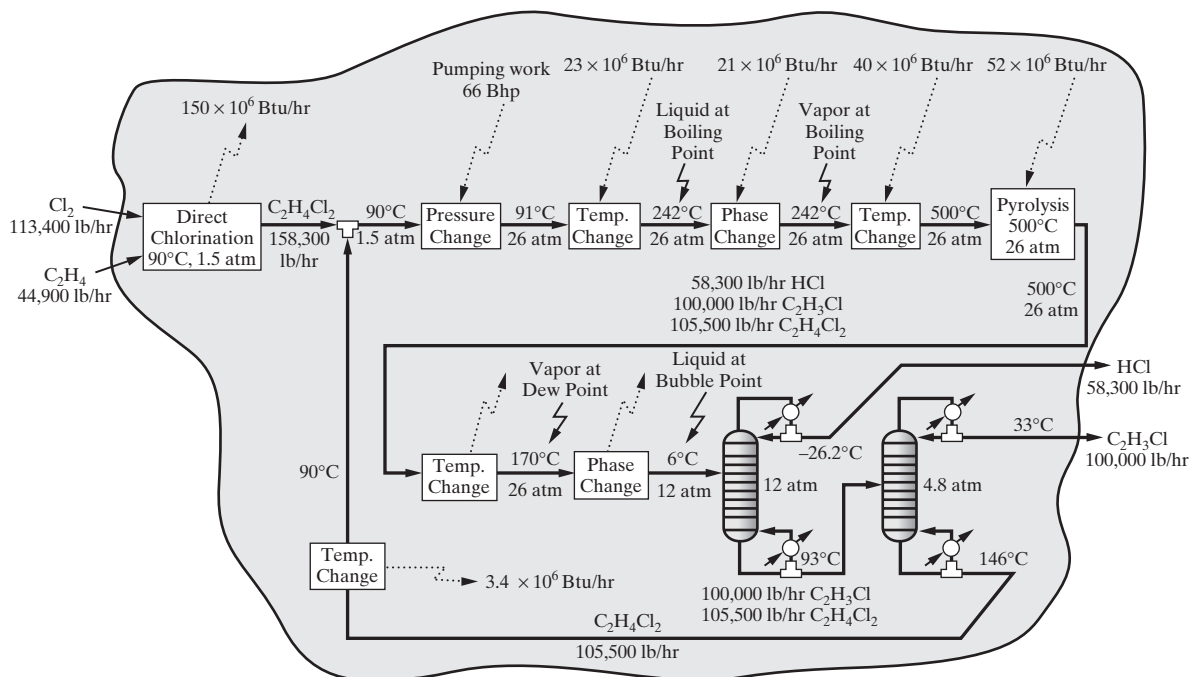 Pumping work
66 Bhp
23 × 10⁶ Btu/hr
21 × 10⁶ Btu/hr
40 × 10⁶ Btu/hr
52 × 10⁶ Btu/hr
150 × 10⁶ Btu/hr
Liquid at
Boiling
Point
Vapor at
Boiling
Point
Cl₂
113,400 lb/hr
C₂H₄
44,900 lb/hr
Direct
Chlorination
90°C, 1.5 atm
C₂H₄Cl₂
158,300
lb/hr
90°C
1.5 atm
Pressure
Change
91°C
26 atm
Temp.
Change
242°C
26 atm
Phase
Change
242°C
26 atm
Temp.
Change
500°C
26 atm
Pyrolysis
500°C
26 atm
58,300 lb/hr HCl
100,000 lb/hr C₂H₃Cl
105,500 lb/hr C₂H₄Cl₂
500°C
26 atm
Vapor at
Dew Point
Liquid at
Bubble Point
HCl
58,300 lb/hr
33°C
C₂H₃Cl
100,000 lb/hr
90°C
Temp.
Change
170°C
26 atm
Phase
Change
6°C
12 atm
–26.2°C
12 atm
4.8 atm
93°C
146°C
Temp.
Change
3.4 × 10⁶ Btu/hr
100,000 lb/hr C₂H₃Cl
105,500 lb/hr C₂H₄Cl₂
C₂H₄Cl₂
105,500 lb/hr